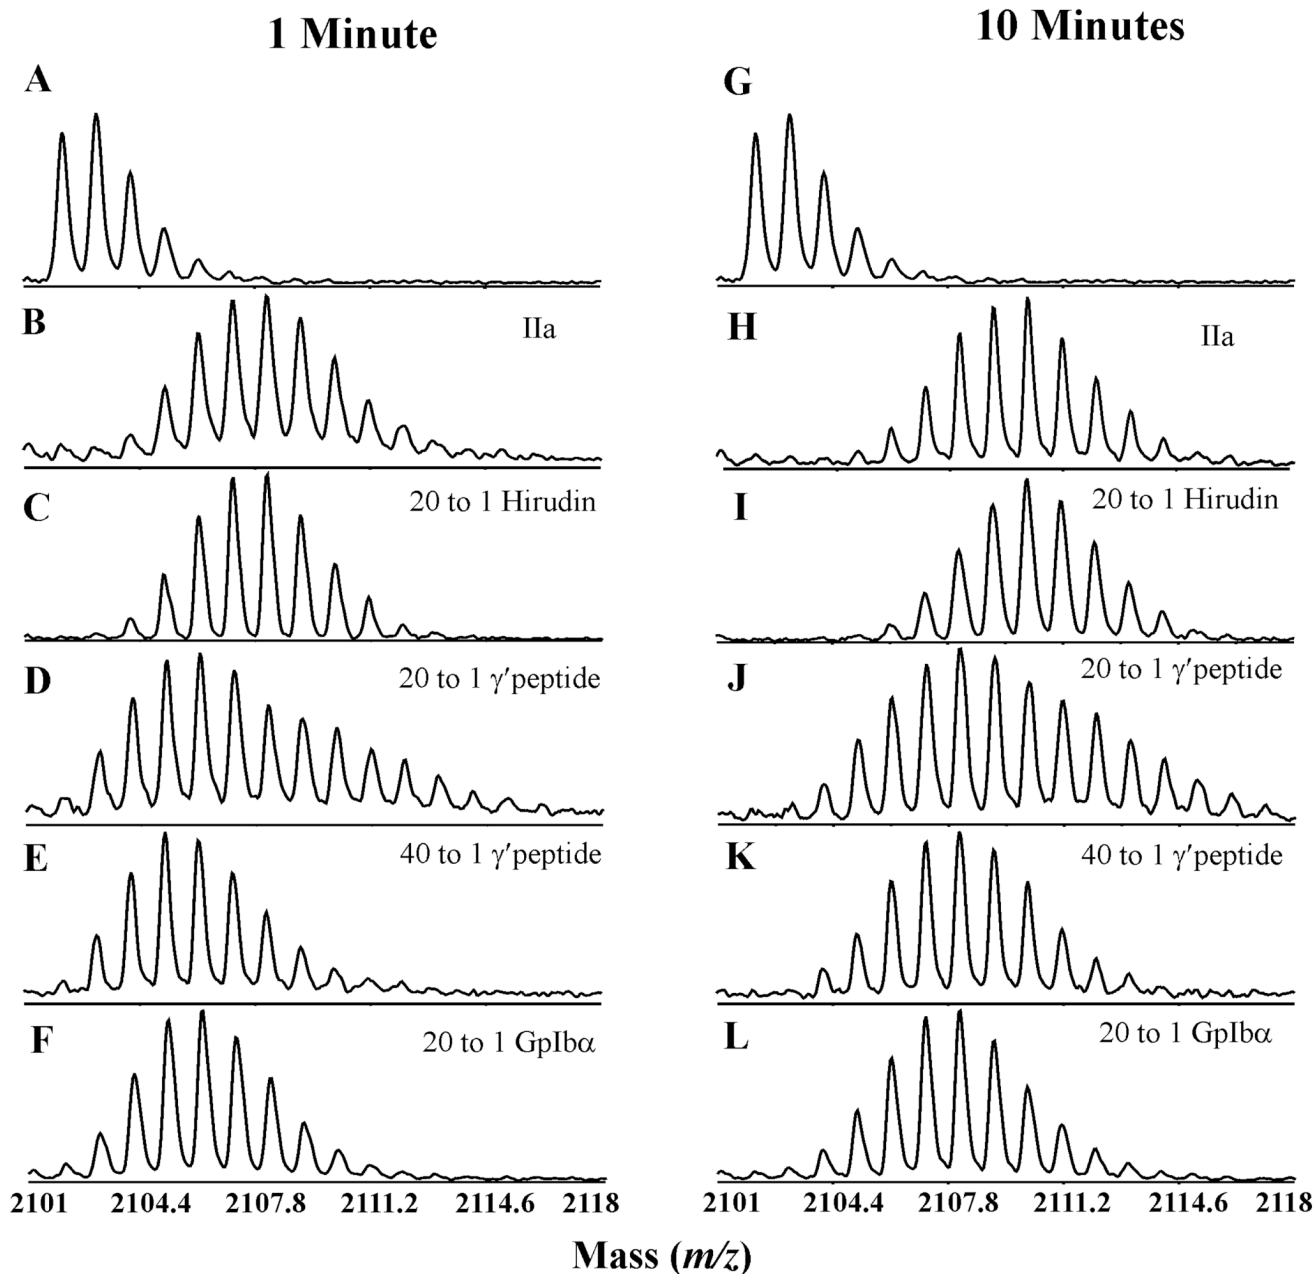 1 Minute
10 Minutes
A
G
B
IIa
H
IIa
C
20 to 1 Hirudin
I
20 to 1 Hirudin
D
20 to 1 γ′peptide
J
20 to 1 γ′peptide
E
40 to 1 γ′peptide
K
40 to 1 γ′peptide
F
20 to 1 GpIbα
L
20 to 1 GpIbα
2101 2104.4 2107.8 2111.2 2114.6 2118
2101 2104.4 2107.8 2111.2 2114.6 2118
Mass (m/z)